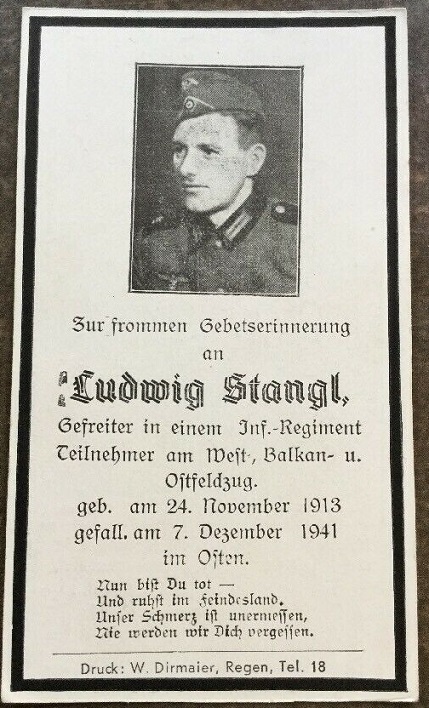 Zur frommen Gebetserinnerung
an
Ludwig Stangl,
Gefreiter in einem Inf.-Regiment
Teilnehmer am West-, Balkan- u.
Ostfeldzug.
geb. am 24. November 1913
gefall. am 7. Dezember 1941
im Osten.
Nun bist Du tot —
Und ruhst im Feindesland.
Unser Schmerz ist unermessen,
Nie werden wir Dich vergessen.
Druck: W. Dirmaier, Regen, Tel. 18